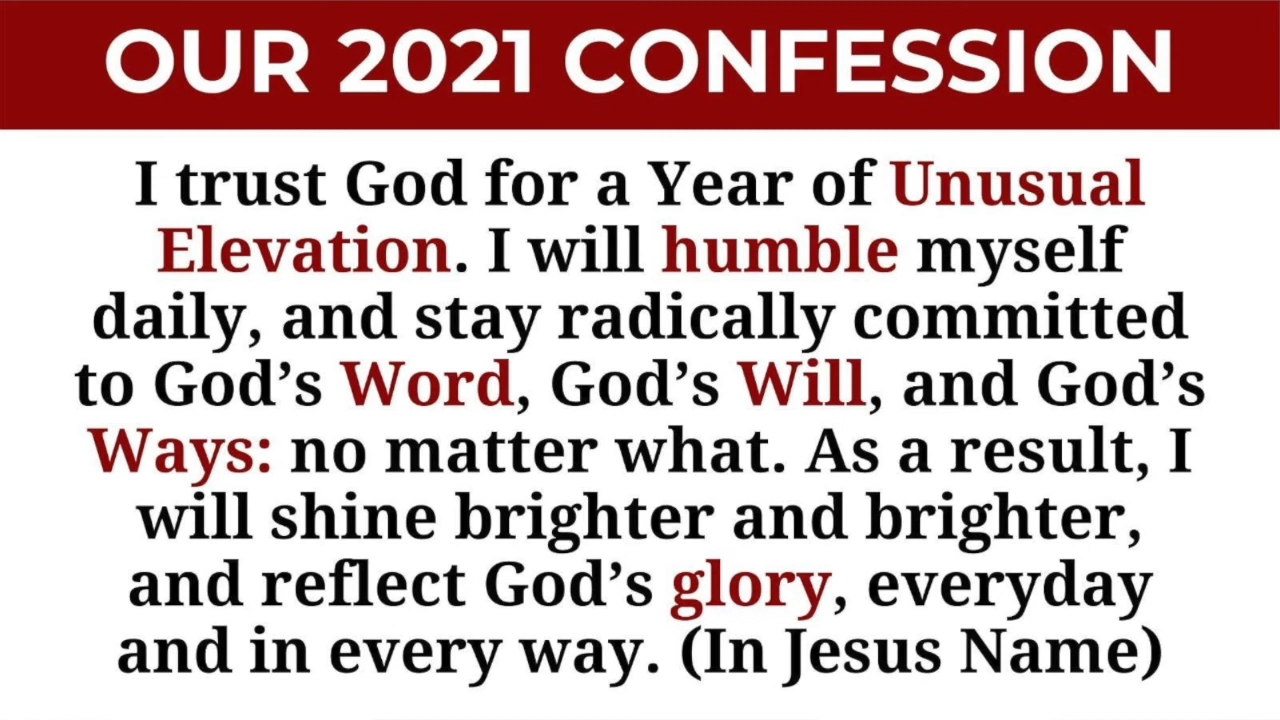 OUR 2021 CONFESSION
I trust God for a Year of Unusual
Elevation. I will humble myself
daily, and stay radically committed
to God’s Word, God’s Will, and God’s
Ways: no matter what. As a result, I
will shine brighter and brighter,
and reflect God’s glory, everyday
and in every way. (In Jesus Name)